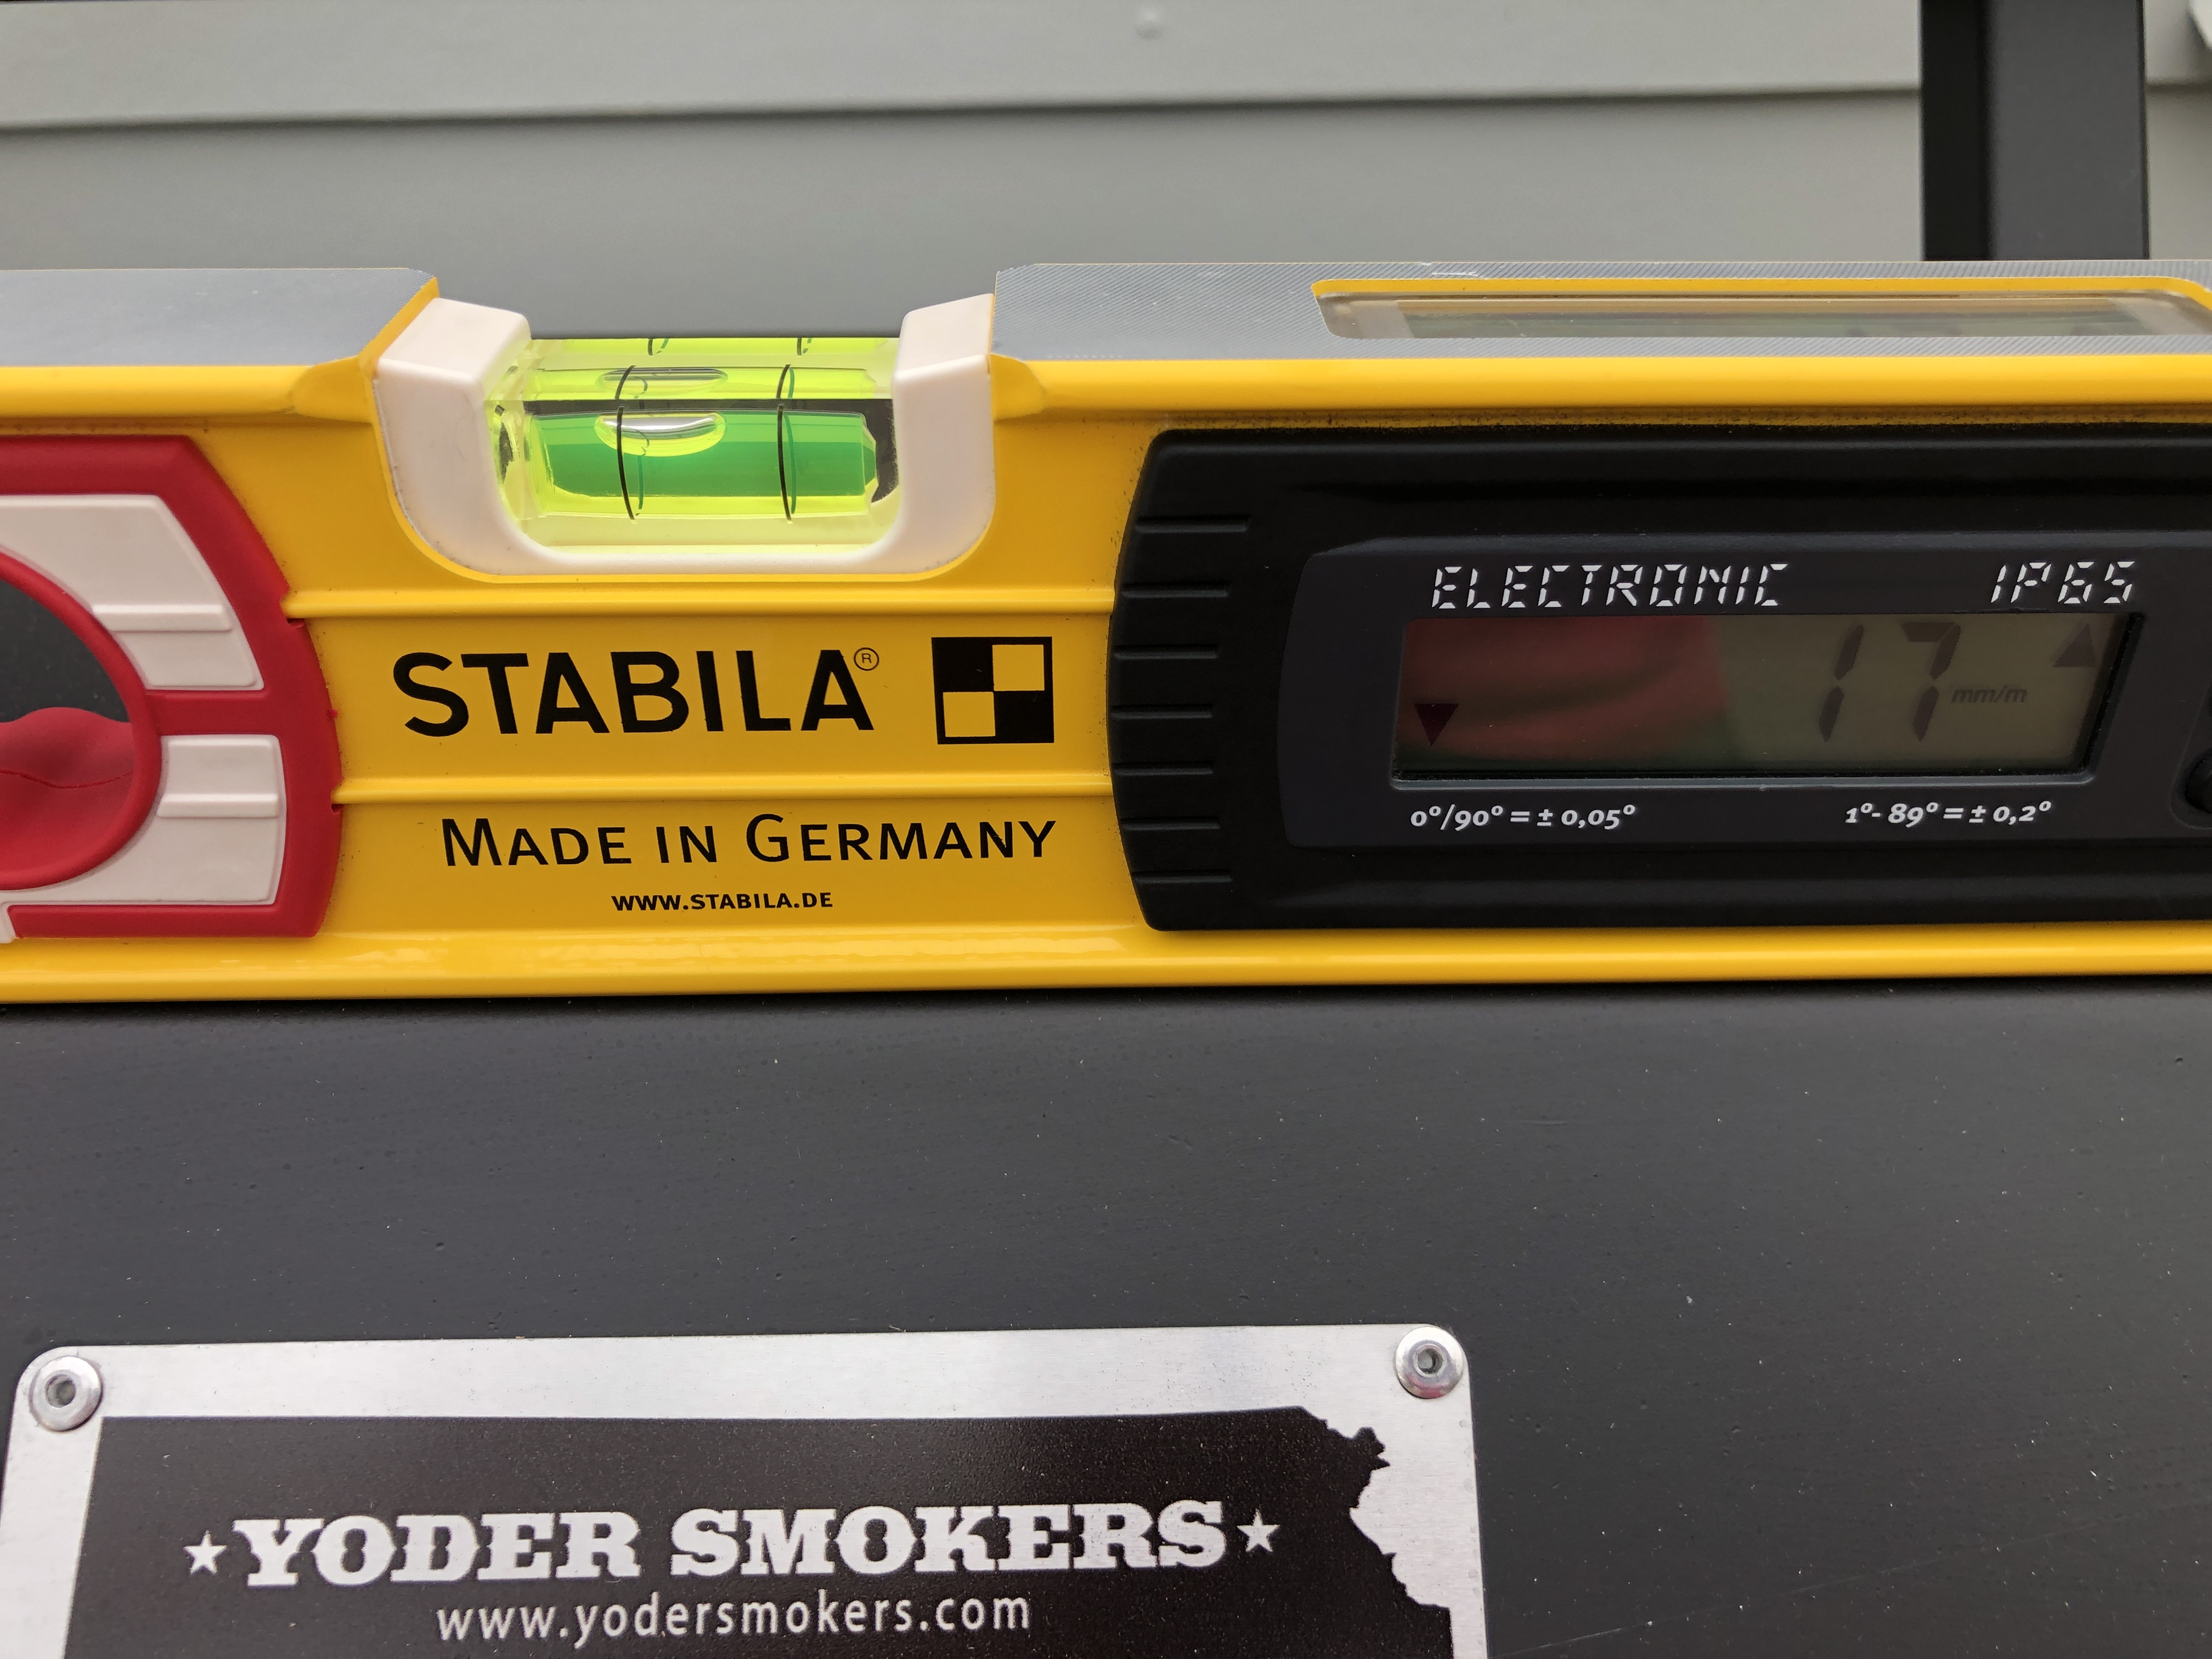 ELECTRONIC IP65
17 mm/m
0°/90° = ± 0,05° 1°- 89° = ± 0,2°
STABILA®
MADE IN GERMANY
WWW.STABILA.DE
YODER SMOKERS
www.yodersmokers.com